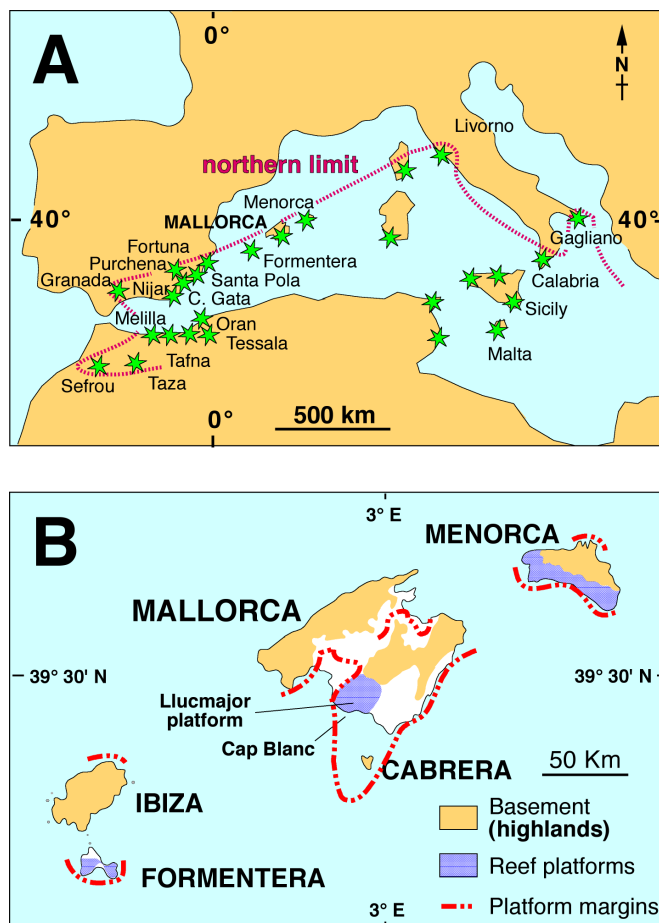 A
0°
N
Livorno
northern limit
Menorca
MALLORCA
40°
40°
Gagliano
Fortuna
Purchena
Formentera
Granada
Nijar
Santa Pola
Calabria
C. Gata
Sicily
Melilla
Oran
Tessala
Malta
Tafna
Sefrou
Taza
0°
500 km
B
3° E
MENORCA
MALLORCA
39° 30' N
39° 30' N
Llucmajor
platform
Cap Blanc
50 Km
CABRERA
IBIZA
Basement
(highlands)
Reef platforms
FORMENTERA
Platform margins
3° E